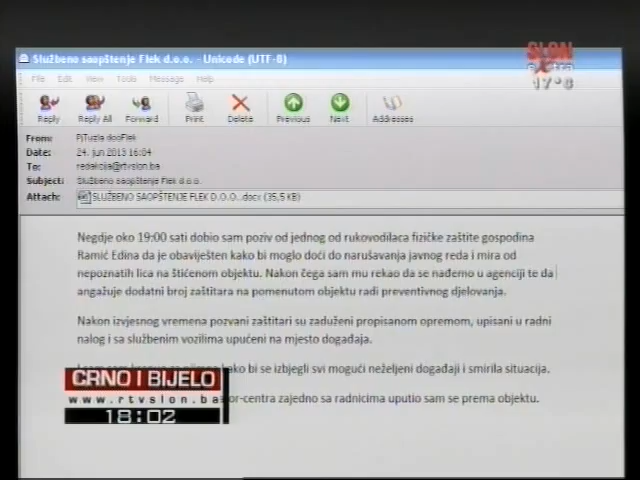 Službeno saopštenje Flek d.o.o. - Unicode (UTF-8)
SLON
extra
17°8
File Edit View Tools Message Help
Reply Reply All Forward Print Delete Previous Next Addresses
From: PJTuzla dooFlek
Date: 24. jun 2013 16:04
To: redakcija@rtvslon.ba
Subject: Službeno saopštenje Flek d.o.o.
Attach: SLUŽBENO SAOPŠTENJE FLEK D.O.O..docx (35,5 KB)
Negdje oko 19:00 sati dobio sam poziv od jednog od rukovodilaca fizičke zaštite gospodina
Ramić Edina da je obaviješten kako bi moglo doći do narušavanja javnog reda i mira od
nepoznatih lica na štićenom objektu. Nakon čega sam mu rekao da se nađemo u agenciji te da
angažuje dodatni broj zaštitara na pomenutom objektu radi preventivnog djelovanja.
Nakon izvjesnog vremena pozvani zaštitari su zaduženi propisanom opremom, upisani u radni
nalog i sa službenim vozilima upućeni na mjesto događaja.
kako bi se izbjegli svi mogući neželjeni događaji i smirila situacija.
or-centra zajedno sa radnicima uputio sam se prema objektu.
CRNO I BIJELO
www.rtvslon.ba
18:02